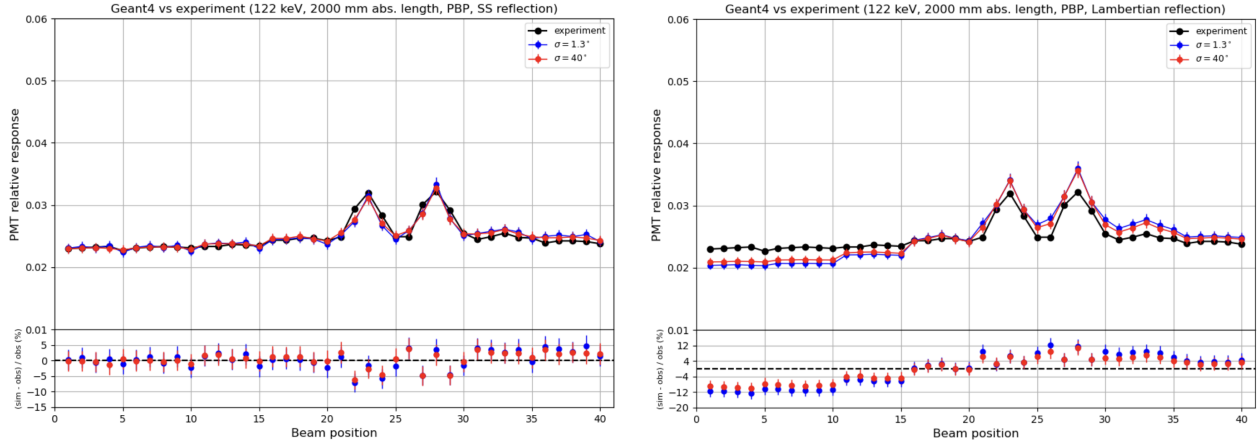 Geant4 vs experiment (122 keV, 2000 mm abs. length, PBP, SS reflection)
0.06
0.05
0.04
0.03
0.02
0.01
PMT relative response
experiment
σ = 1.3°
σ = 40°
5
0
−5
−10
−15
(sim - obs) / obs (%)
0 5 10 15 20 25 30 35 40
Beam position
Geant4 vs experiment (122 keV, 2000 mm abs. length, PBP, Lambertian reflection)
0.06
0.05
0.04
0.03
0.02
0.01
PMT relative response
experiment
σ = 1.3°
σ = 40°
12
4
−4
−12
−20
(sim - obs) / obs (%)
0 5 10 15 20 25 30 35 40
Beam position